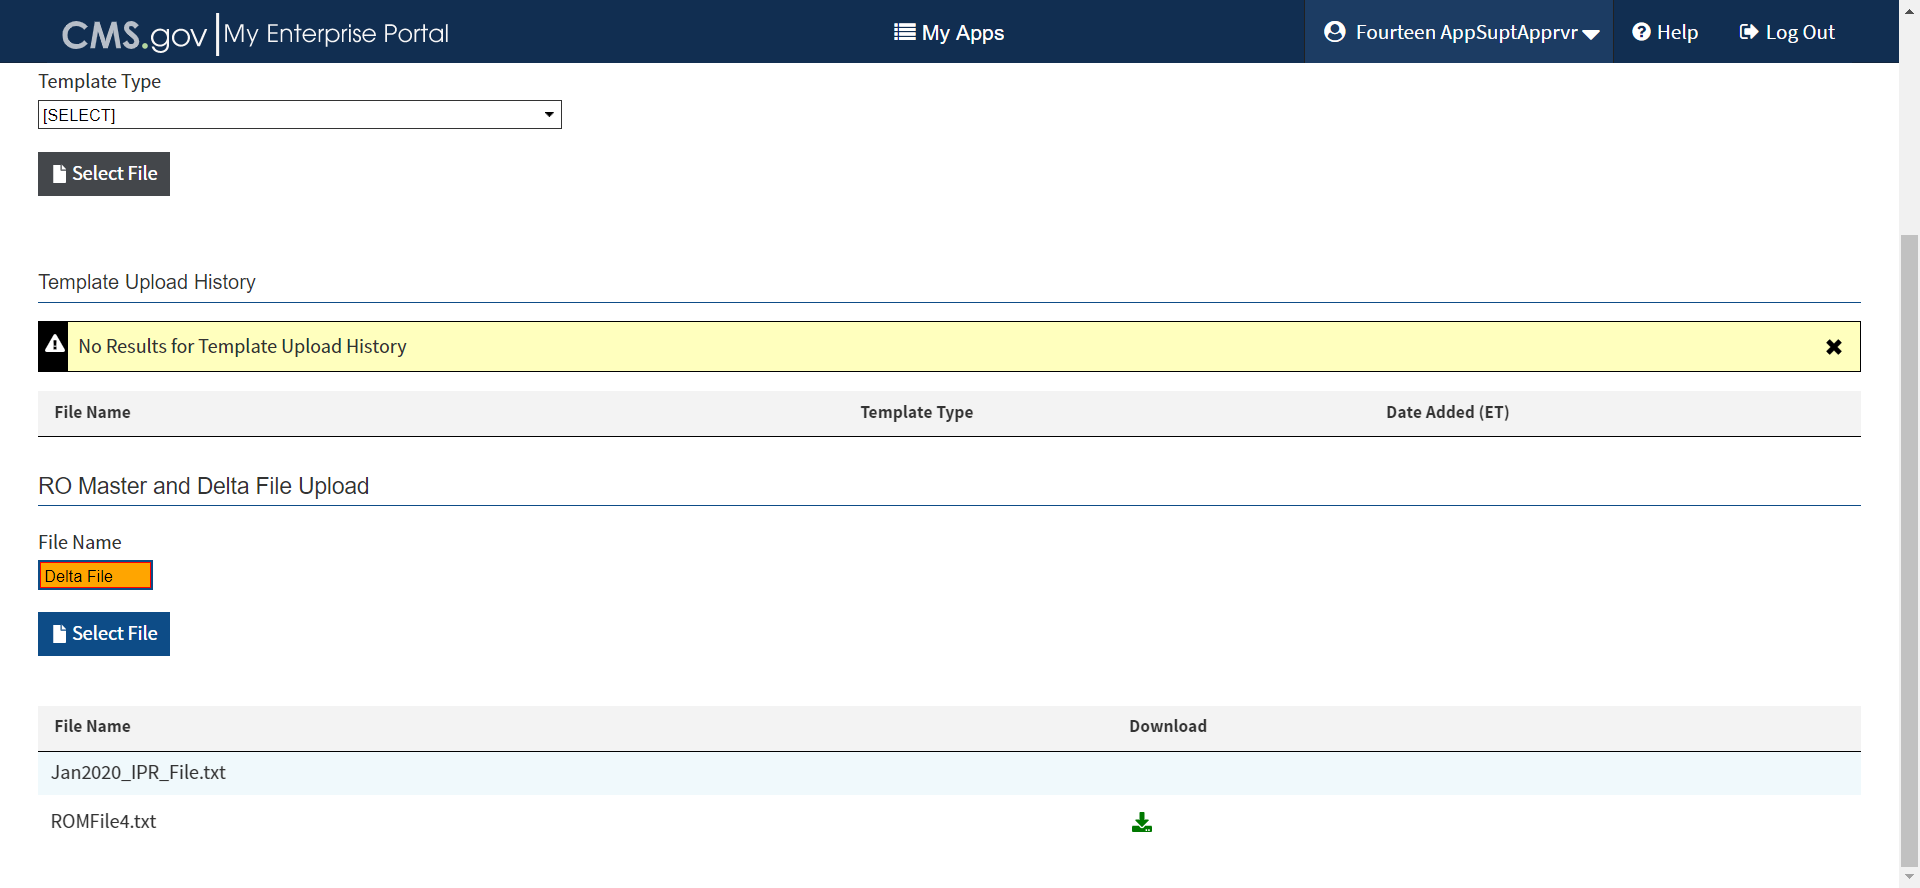 CMS.gov My Enterprise Portal My Apps Fourteen AppSuptApprvr Help Log Out
Template Type
[SELECT]
Select File
Template Upload History
No Results for Template Upload History
File Name Template Type Date Added (ET)
RO Master and Delta File Upload
File Name
Delta File
Select File
File Name Download
Jan2020_IPR_File.txt
ROMFile4.txt